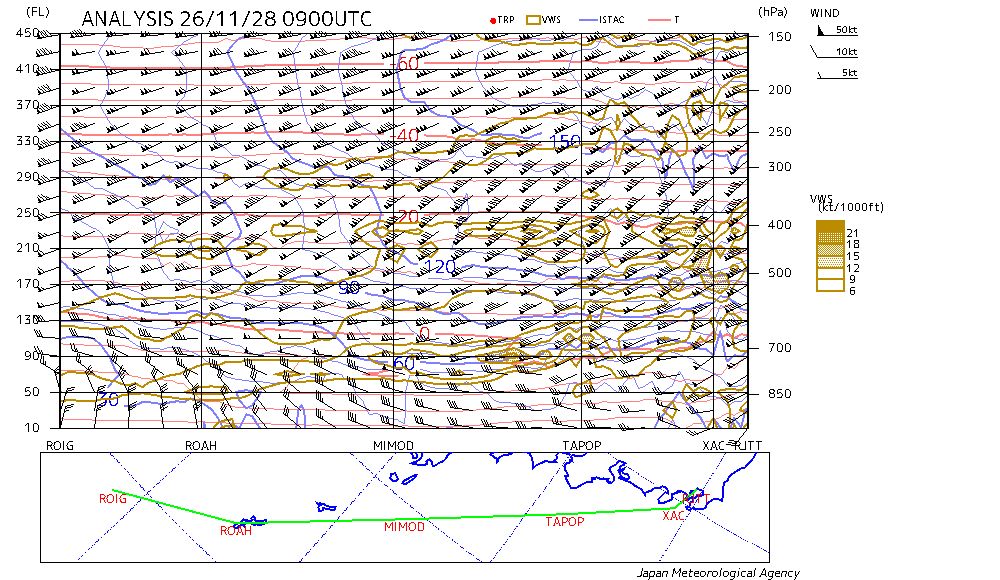 (FL) ANALYSIS 26/11/28 0900UTC TRP VWS ISTAC T (hPa) WIND
450 150 50kt
10kt
5kt
410 -60
200
370
-40 250
330 150
300
290
VWS
(kt/1000ft)
250 -20 400
21
210 18
15
120 500 12
170 90 9
6
130 0
700
90 60
50 30 850
10
ROIG ROAH MIMOD TAPOP XAC RJTT
ROIG RJTT
ROAH MIMOD TAPOP XAC
Japan Meteorological Agency